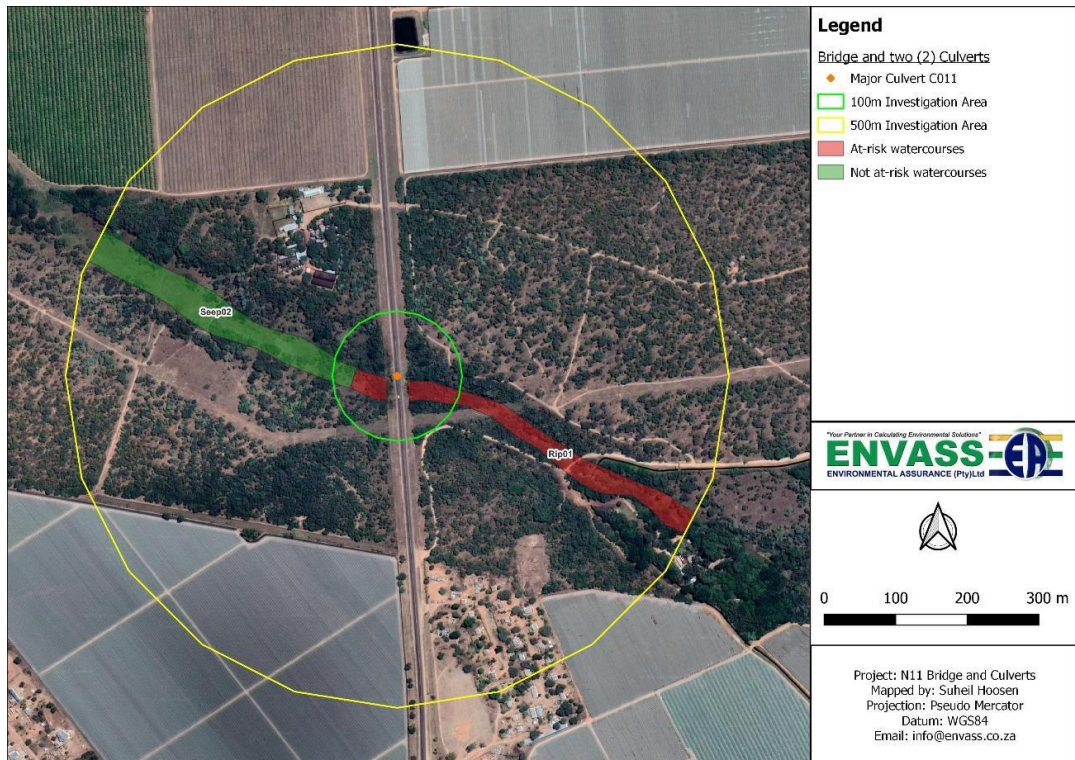 Legend
Bridge and two (2) Culverts
Major Culvert C011
100m Investigation Area
500m Investigation Area
At-risk watercourses
Not at-risk watercourses
Seep02
Rip01
"Your Partner in Calculating Environmental Solutions"
ENVASS EA
ENVIRONMENTAL ASSURANCE (Pty)Ltd
0 100 200 300 m
Project: N11 Bridge and Culverts
Mapped by: Suheil Hoosen
Projection: Pseudo Mercator
Datum: WGS84
Email: info@envass.co.za